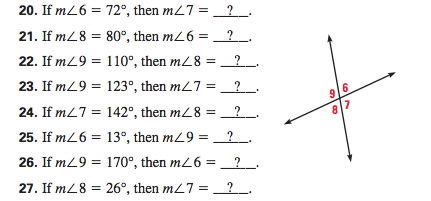 20. If m∠6 = 72°, then m∠7 = __?__.
21. If m∠8 = 80°, then m∠6 = __?__.
22. If m∠9 = 110°, then m∠8 = __?__.
23. If m∠9 = 123°, then m∠7 = __?__.
24. If m∠7 = 142°, then m∠8 = __?__.
25. If m∠6 = 13°, then m∠9 = __?__.
26. If m∠9 = 170°, then m∠6 = __?__.
27. If m∠8 = 26°, then m∠7 = __?__.
9 6
8 7